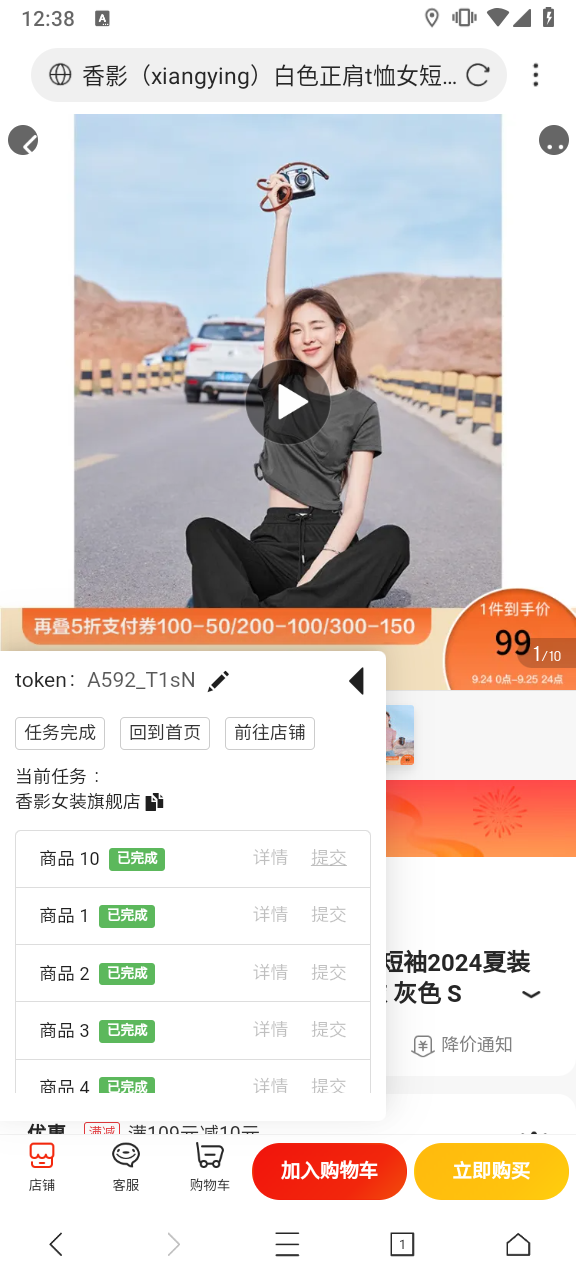 12:38
香影（xiangying）白色正肩t恤女短...
再叠5折支付券100-50/200-100/300-150
1件到手价
99
1/10
9.24 0点-9.25 24点
token： A592_T1sN
任务完成 回到首页 前往店铺
当前任务：
香影女装旗舰店
商品 10 已完成 详情 提交
商品 1 已完成 详情 提交
商品 2 已完成 详情 提交
商品 3 已完成 详情 提交
商品 4 已完成 详情 提交
短袖2024夏装
灰色 S
降价通知
优惠 满减 满109元减10元
店铺 客服 购物车 加入购物车 立即购买
1